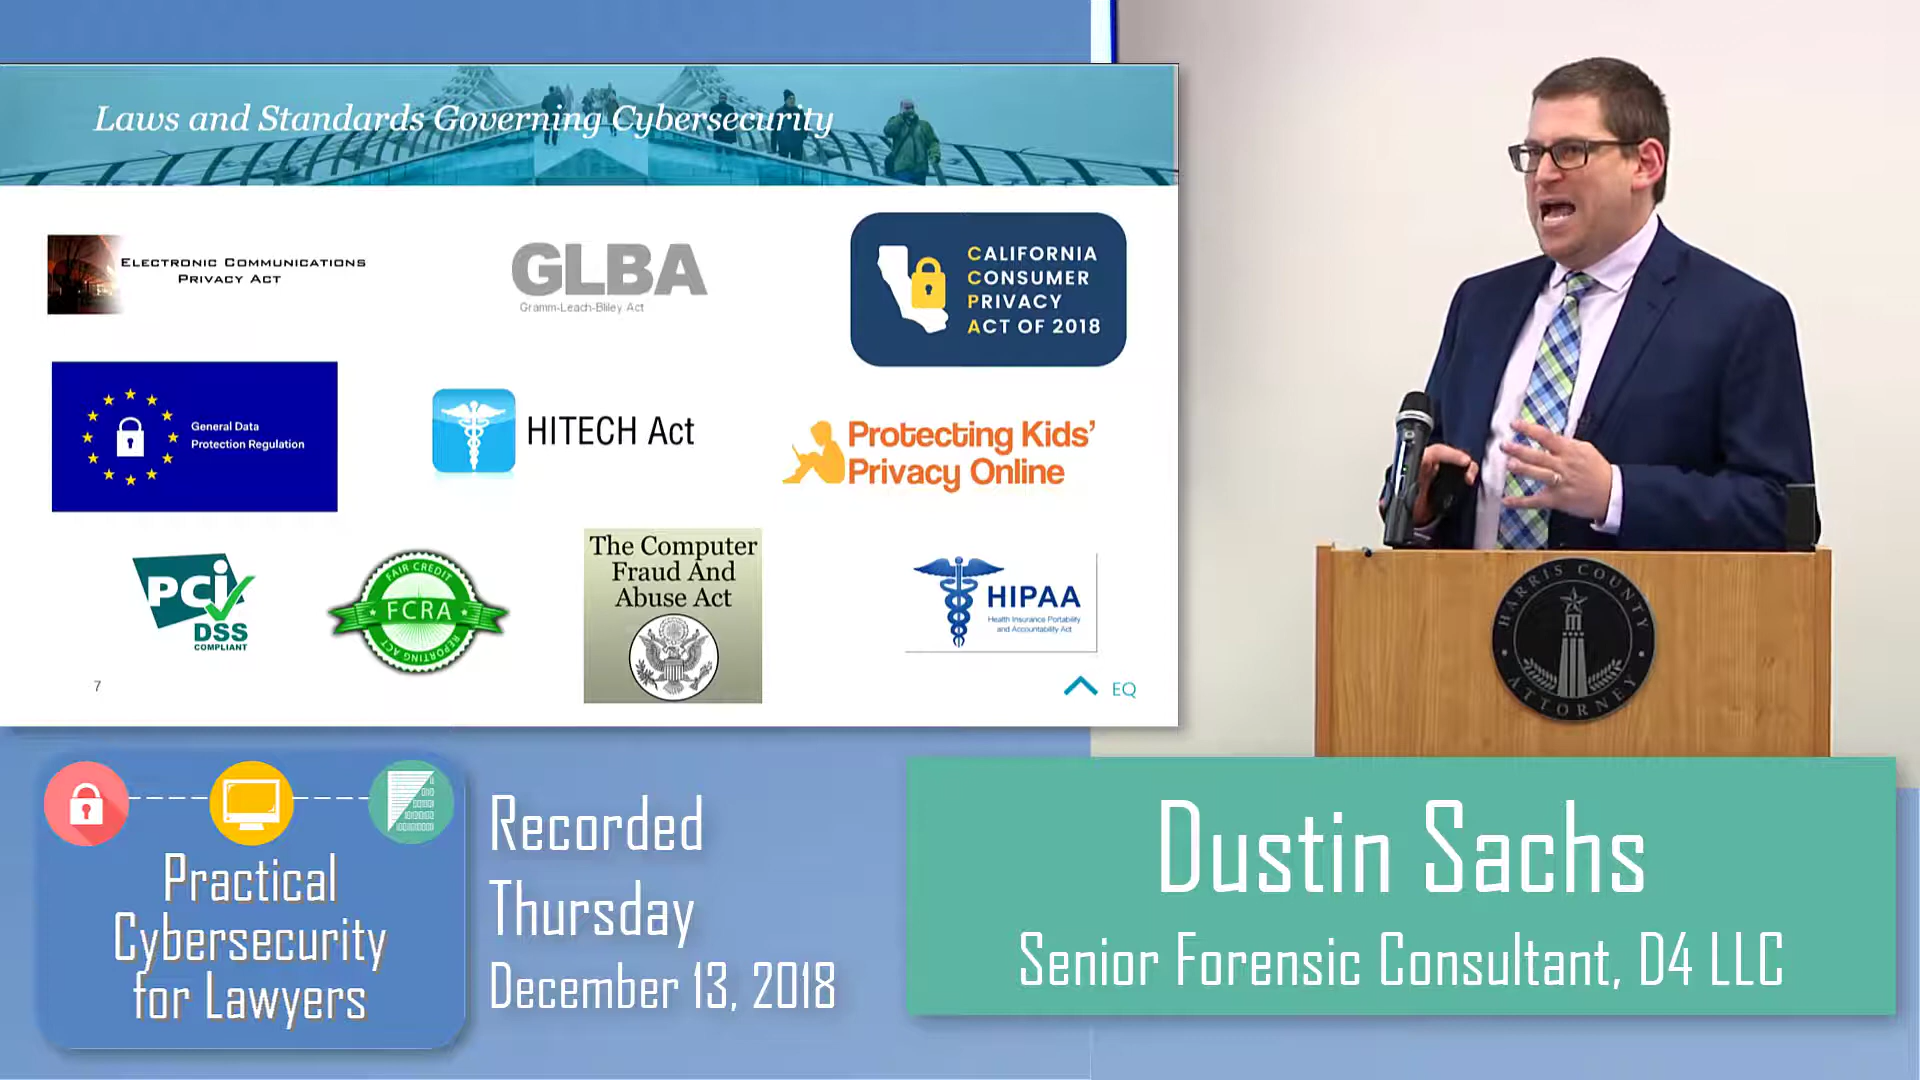 Laws and Standards Governing Cybersecurity
ELECTRONIC COMMUNICATIONS
PRIVACY ACT
GLBA
Gramm-Leach-Bliley Act
CALIFORNIA
CONSUMER
PRIVACY
ACT OF 2018
General Data
Protection Regulation
HITECH Act
Protecting Kids'
Privacy Online
PCi
DSS
COMPLIANT
FAIR CREDIT
FCRA
REPORTING ACT
The Computer
Fraud And
Abuse Act
HIPAA
Health Insurance Portability
and Accountability Act
7
EQ
HARRIS COUNTY
ATTORNEY
Practical
Cybersecurity
for Lawyers
Recorded
Thursday
December 13, 2018
Dustin Sachs
Senior Forensic Consultant, D4 LLC